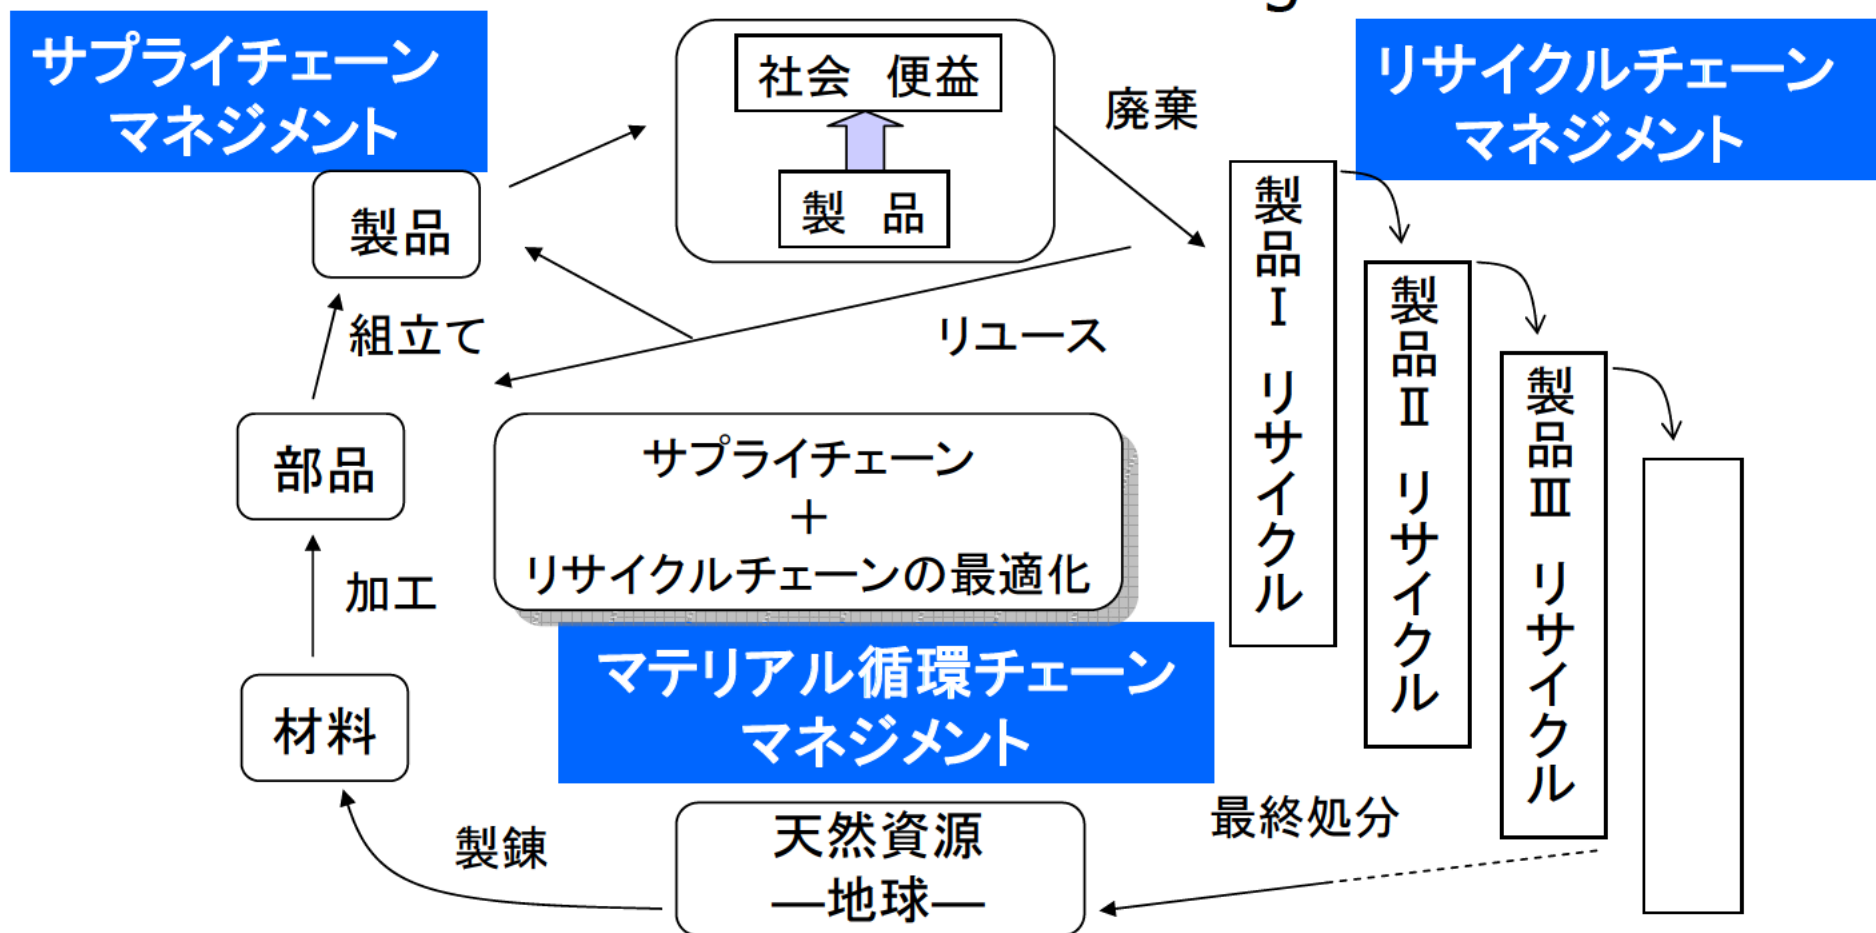 サプライチェーン
マネジメント
社会 便益
製 品
廃棄
リサイクルチェーン
マネジメント
製品
組立て
リユース
部品
加工
材料
サプライチェーン
＋
リサイクルチェーンの最適化
マテリアル循環チェーン
マネジメント
製品Ⅰ リサイクル
製品Ⅱ リサイクル
製品Ⅲ リサイクル
最終処分
製錬
天然資源
―地球―